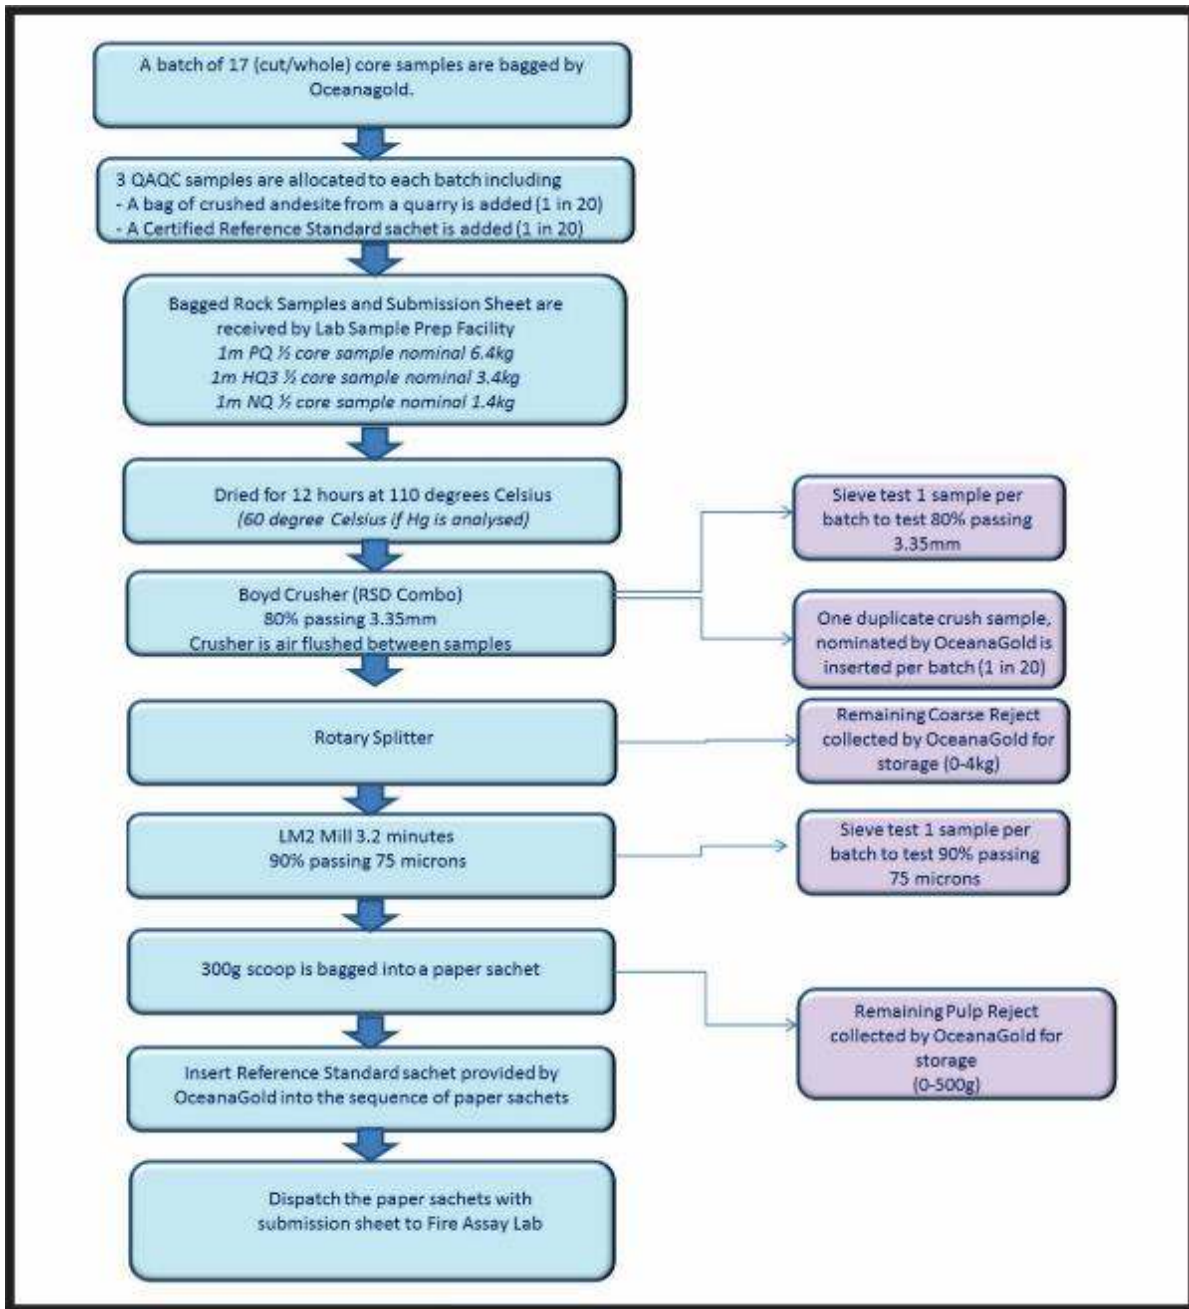 A batch of 17 (cut/whole) core samples are bagged by
Oceanagold.
3 QAQC samples are allocated to each batch including
- A bag of crushed andesite from a quarry is added (1 in 20)
- A Certified Reference Standard sachet is added (1 in 20)
Bagged Rock Samples and Submission Sheet are
received by Lab Sample Prep Facility
1m PQ ½ core sample nominal 6.4kg
1m HQ3 ½ core sample nominal 3.4kg
1m NQ ½ core sample nominal 1.4kg
Dried for 12 hours at 110 degrees Celsius
(60 degree Celsius if Hg is analysed)
Sieve test 1 sample per
batch to test 80% passing
3.35mm
Boyd Crusher (RSD Combo)
80% passing 3.35mm
Crusher is air flushed between samples
One duplicate crush sample,
nominated by OceanaGold is
inserted per batch (1 in 20)
Rotary Splitter
Remaining Coarse Reject
collected by OceanaGold for
storage (0-4kg)
LM2 Mill 3.2 minutes
90% passing 75 microns
Sieve test 1 sample per
batch to test 90% passing
75 microns
300g scoop is bagged into a paper sachet
Remaining Pulp Reject
collected by OceanaGold for
storage
(0-500g)
Insert Reference Standard sachet provided by
OceanaGold into the sequence of paper sachets
Dispatch the paper sachets with
submission sheet to Fire Assay Lab